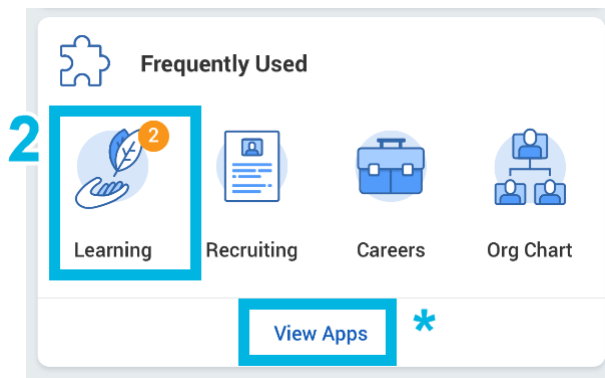 Frequently Used
2
2
Learning
Recruiting
Careers
Org Chart
View Apps
*